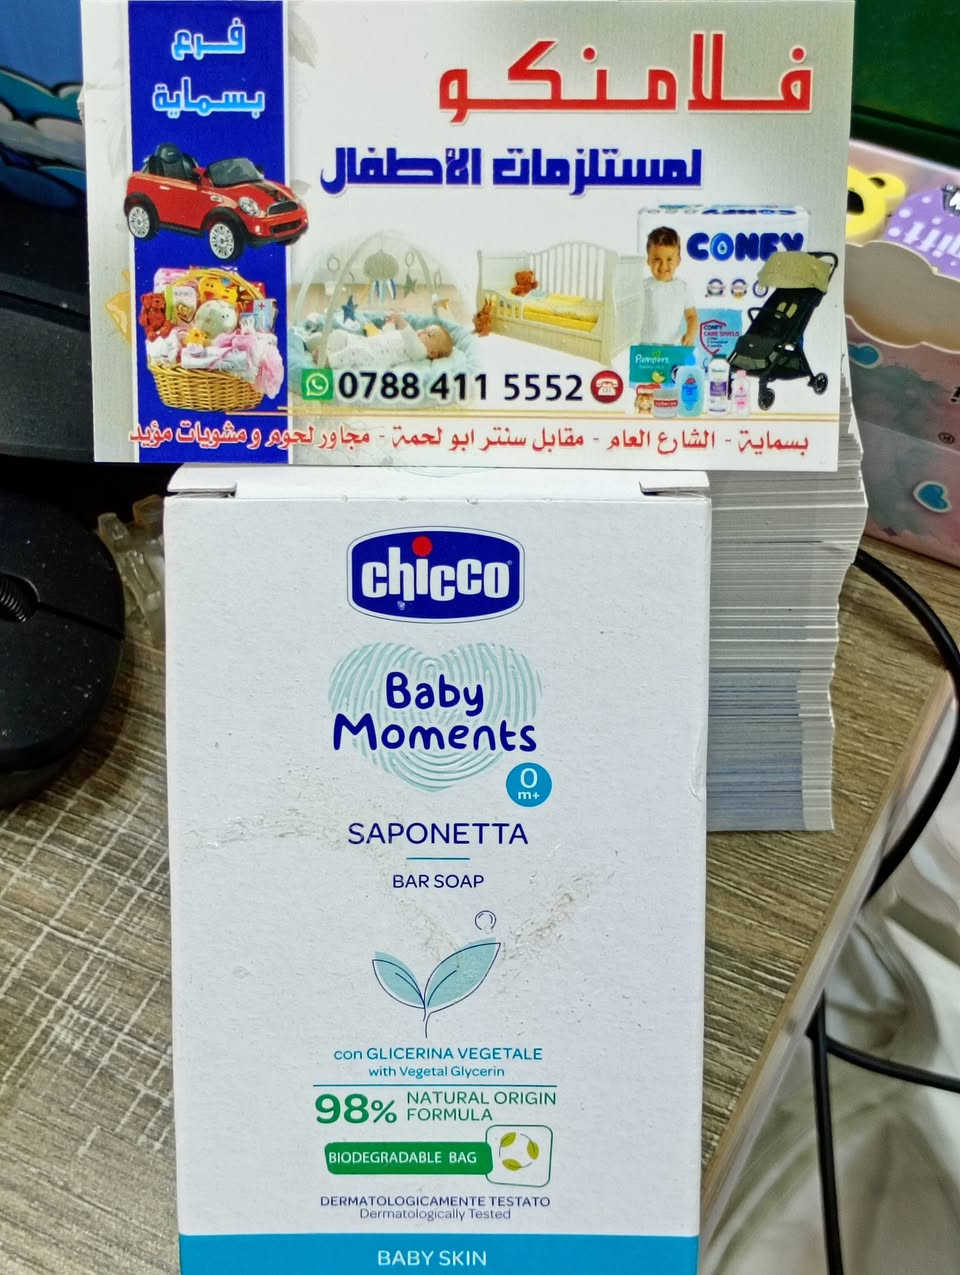 فرع
بسماية
فلامنكو
لمستلزمات الأطفال
CONFY
Pampers
0788 411 5552
بسماية - الشارع العام - مقابل سنتر ابو لحمة - مجاور لحوم و مشويات مؤيد
chicco
Baby
Moments
0
m+
SAPONETTA
BAR SOAP
con GLICERINA VEGETALE
with Vegetal Glycerin
98% NATURAL ORIGIN
FORMULA
BIODEGRADABLE BAG
DERMATOLOGICAMENTE TESTATO
Dermatologically Tested
BABY SKIN